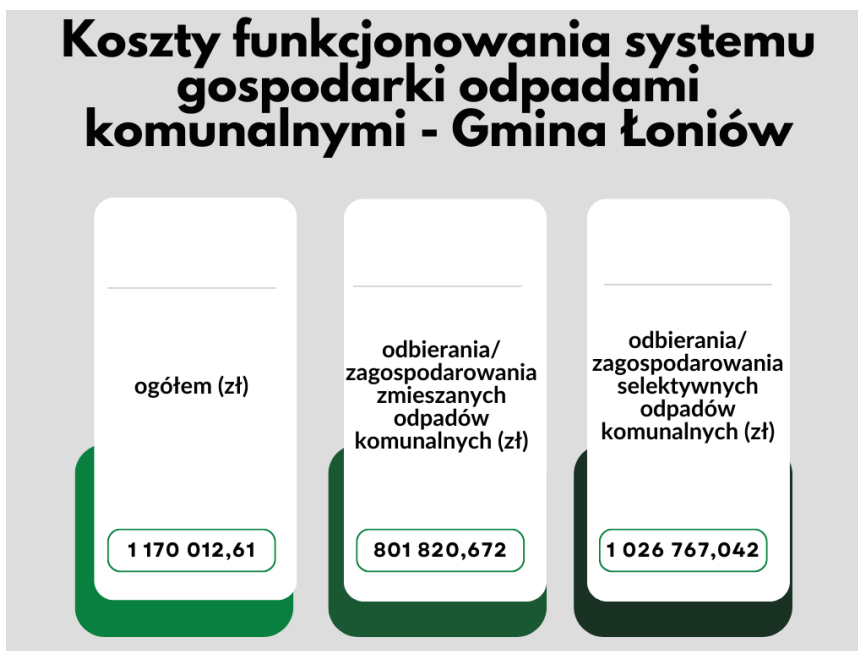 Koszty funkcjonowania systemu
gospodarki odpadami
komunalnymi - Gmina Łoniów
ogółem (zł)
1 170 012,61
odbierania/
zagospodarowania
zmieszanych
odpadów
komunalnych (zł)
801 820,672
odbierania/
zagospodarowania
selektywnych
odpadów
komunalnych (zł)
1 026 767,042